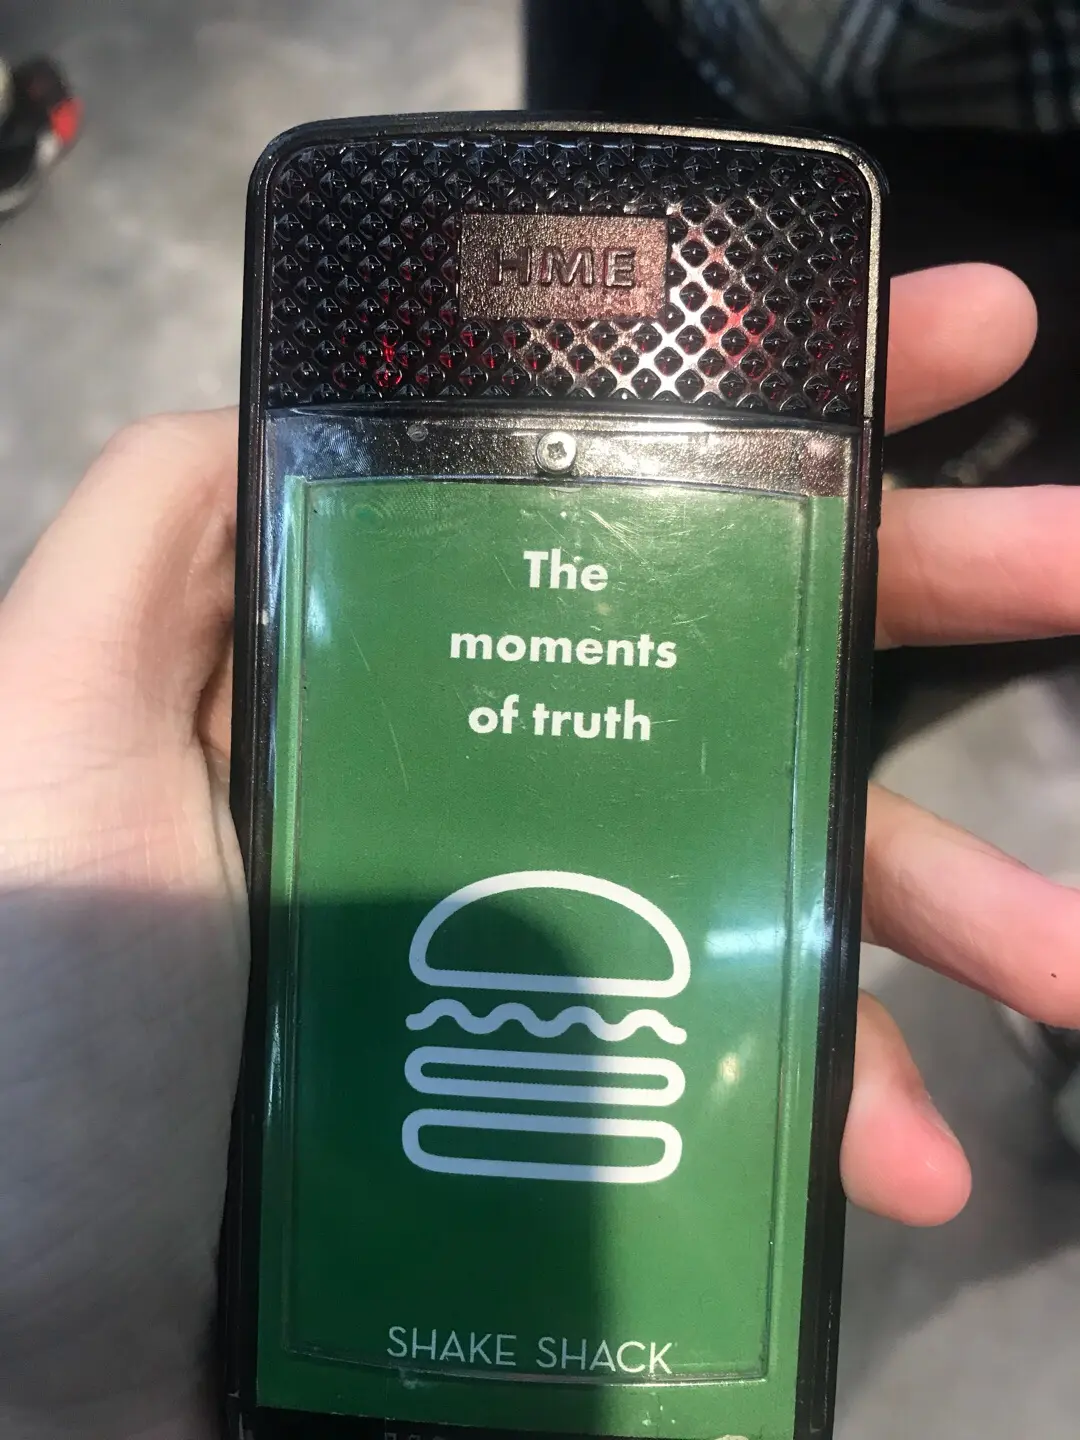 HME
The
moments
of truth
SHAKE SHACK